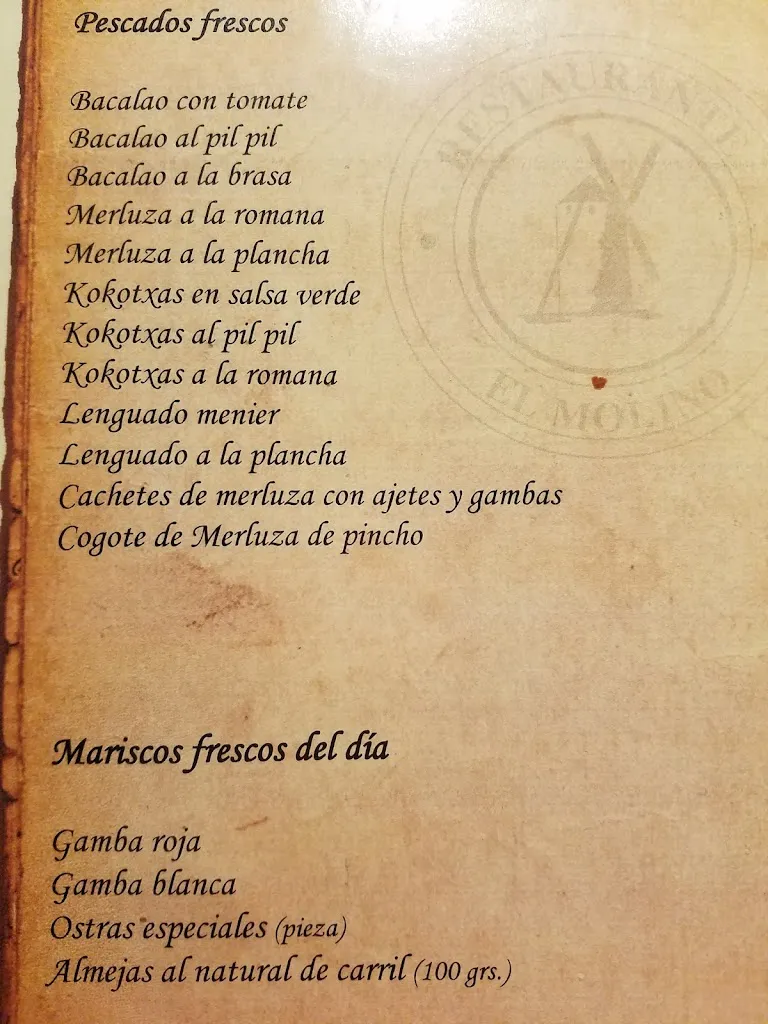 Pescados frescos
Bacalao con tomate
Bacalao al pil pil
Bacalao a la brasa
Merluza a la romana
Merluza a la plancha
Kokotxas en salsa verde
Kokotxas al pil pil
Kokotxas a la romana
Lenguado menier
Lenguado a la plancha
Cachetes de merluza con ajetes y gambas
Cogote de Merluza de pincho
RESTAURANTE
EL MOLINO
Mariscos frescos del día
Gamba roja
Gamba blanca
Ostras especiales (pieza)
Almejas al natural de carril (100 grs.)